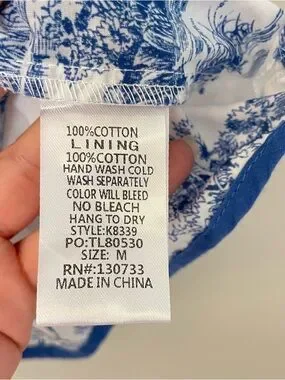 100%COTTON
LINING
100%COTTON
HAND WASH COLD
WASH SEPARATELY
COLOR WILL BLEED
NO BLEACH
HANG TO DRY
STYLE:K8339
PO:TL80530
SIZE: M
RN#:130733
MADE IN CHINA